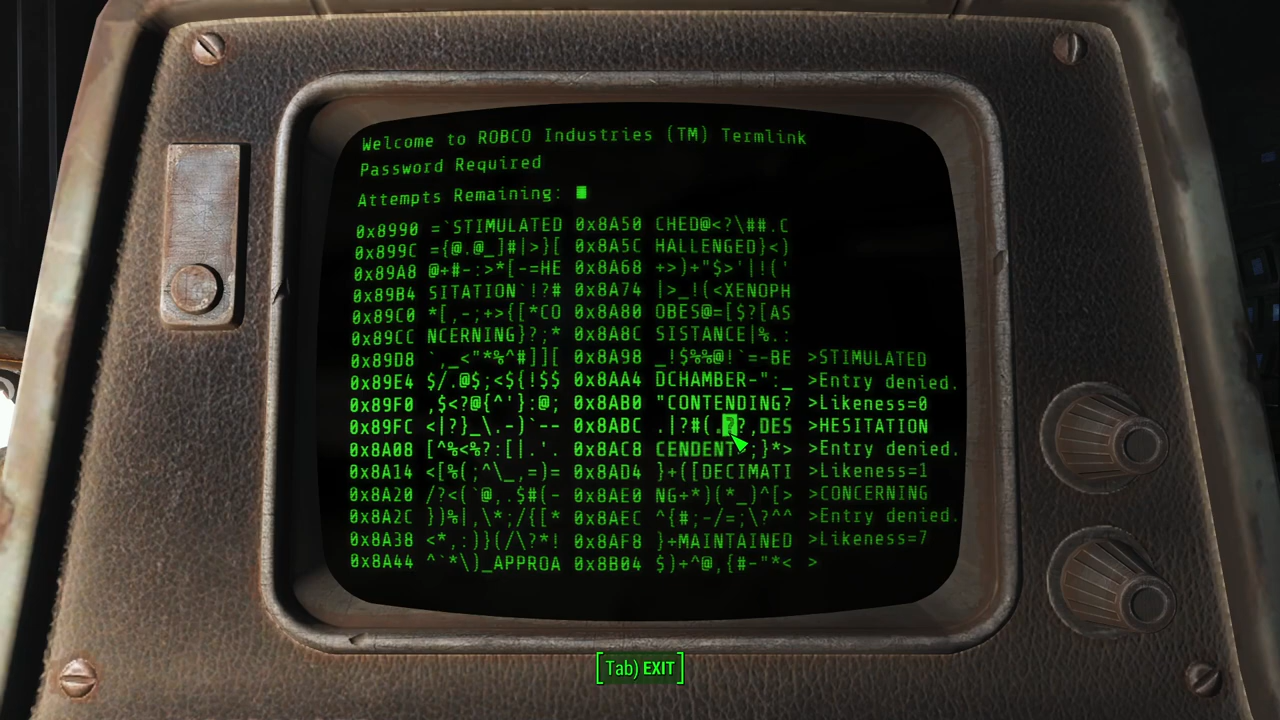 Welcome to ROBCO Industries (TM) Termlink
Password Required
Attempts Remaining: ■
0x8990 =`STIMULATED 0x8A50 CHED@<?\##.C
0x899C ={@.@_]#|>}[ 0x8A5C HALLENGED}<)
0x89A8 @+#-:>*[-=HE 0x8A68 +>)+"$>'|!('
0x89B4 SITATION`!?# 0x8A74 |>_!(<XENOPH
0x89C0 *[,-;+>{[*CO 0x8A80 OBES@=[$?[AS
0x89CC NCERNING}?;* 0x8A8C SISTANCE|%.:
0x89D8 `,_<"*%^#]][ 0x8A98 _!$%%@!`=-BE >STIMULATED
0x89E4 $/.@$;<${!$$ 0x8AA4 DCHAMBER-":_ >Entry denied.
0x89F0 ,$<?@{^'}:@; 0x8AB0 "CONTENDING? >Likeness=0
0x89FC <|?}_\.-)`-- 0x8ABC .|?#(.??,DES >HESITATION
0x8A08 [^%<%?:[|.'. 0x8AC8 CENDENT ;}*> >Entry denied.
0x8A14 <[%(;^\_,=)= 0x8AD4 }+([DECIMATI >Likeness=1
0x8A20 /?<(`@,.$#(- 0x8AE0 NG+*)(*_)^[> >CONCERNING
0x8A2C })%|,\*;/{[* 0x8AEC ^{#;-/=;\?^^ >Entry denied.
0x8A38 <*,:)}(/\?*! 0x8AF8 }+MAINTAINED >Likeness=7
0x8A44 ^`*\)_APPROA 0x8B04 $)+^@,{#-"*< >
[Tab) EXIT]